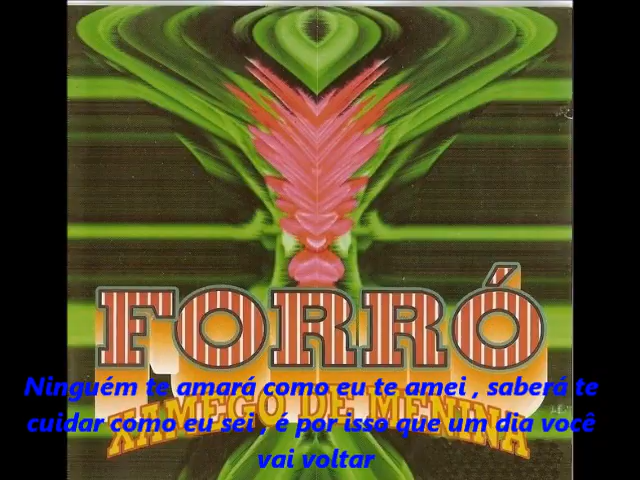 FORRÓ
XAMEGO DE MENINA
Ninguém te amará como eu te amei , saberá te
cuidar como eu sei , é por isso que um dia você
vai voltar